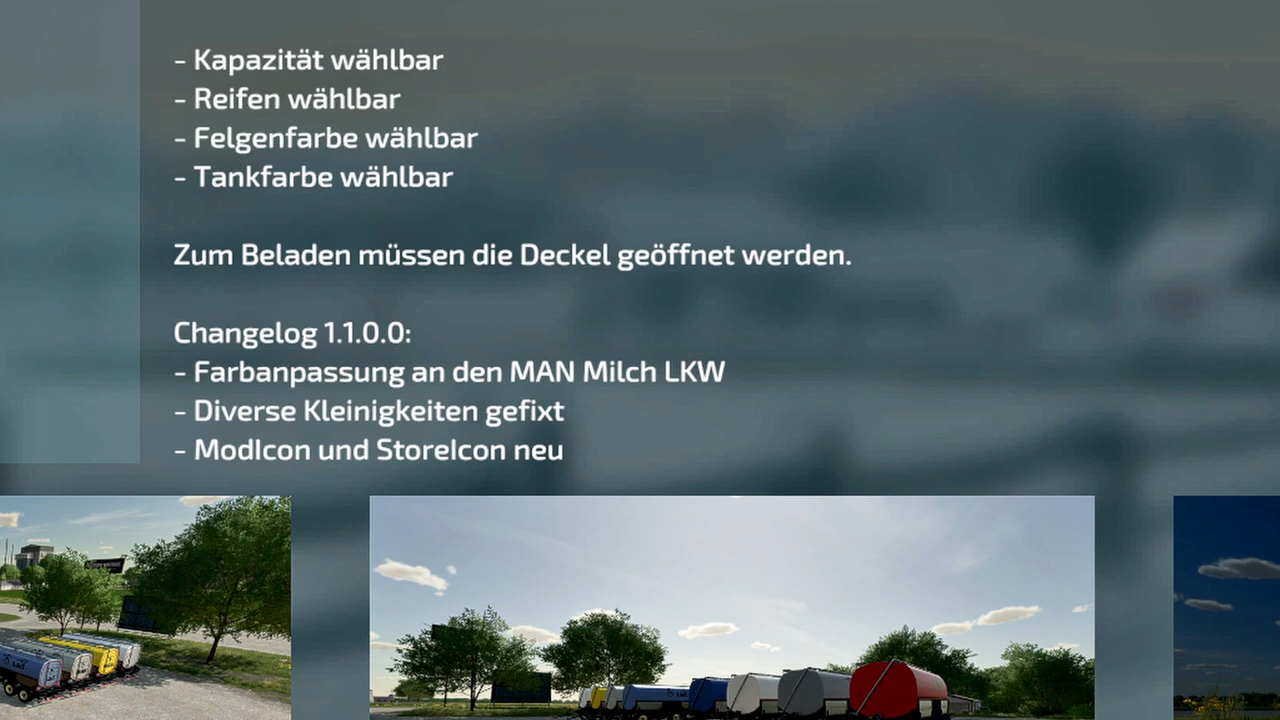 - Kapazität wählbar
- Reifen wählbar
- Felgenfarbe wählbar
- Tankfarbe wählbar
Zum Beladen müssen die Deckel geöffnet werden.
Changelog 1.1.0.0:
- Farbanpassung an den MAN Milch LKW
- Diverse Kleinigkeiten gefixt
- ModIcon und StoreIcon neu